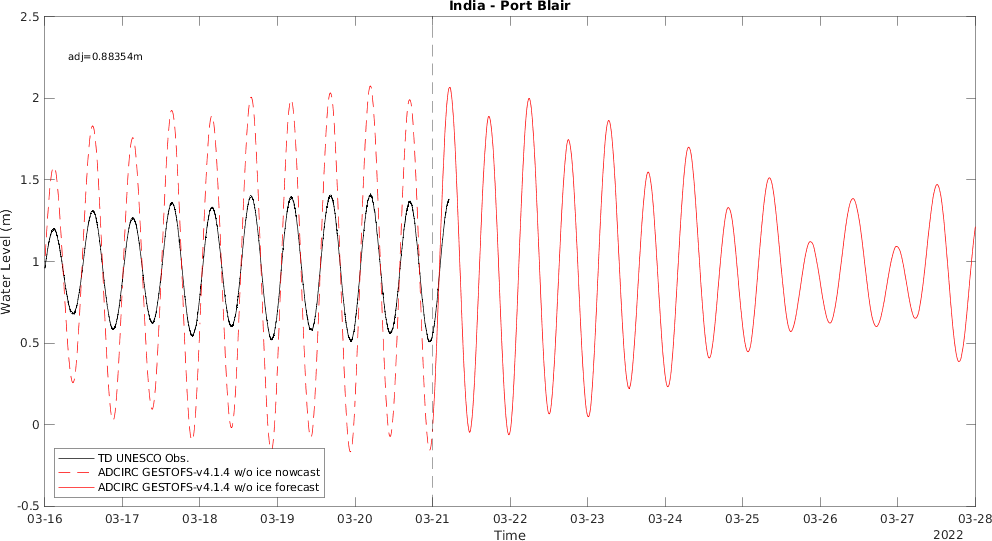 India - Port Blair
adj=0.88354m
2.5
2
1.5
1
0.5
0
-0.5
Water Level (m)
TD UNESCO Obs.
ADCIRC GESTOFS-v4.1.4 w/o ice nowcast
ADCIRC GESTOFS-v4.1.4 w/o ice forecast
03-16 03-17 03-18 03-19 03-20 03-21 03-22 03-23 03-24 03-25 03-26 03-27 03-28
Time
2022